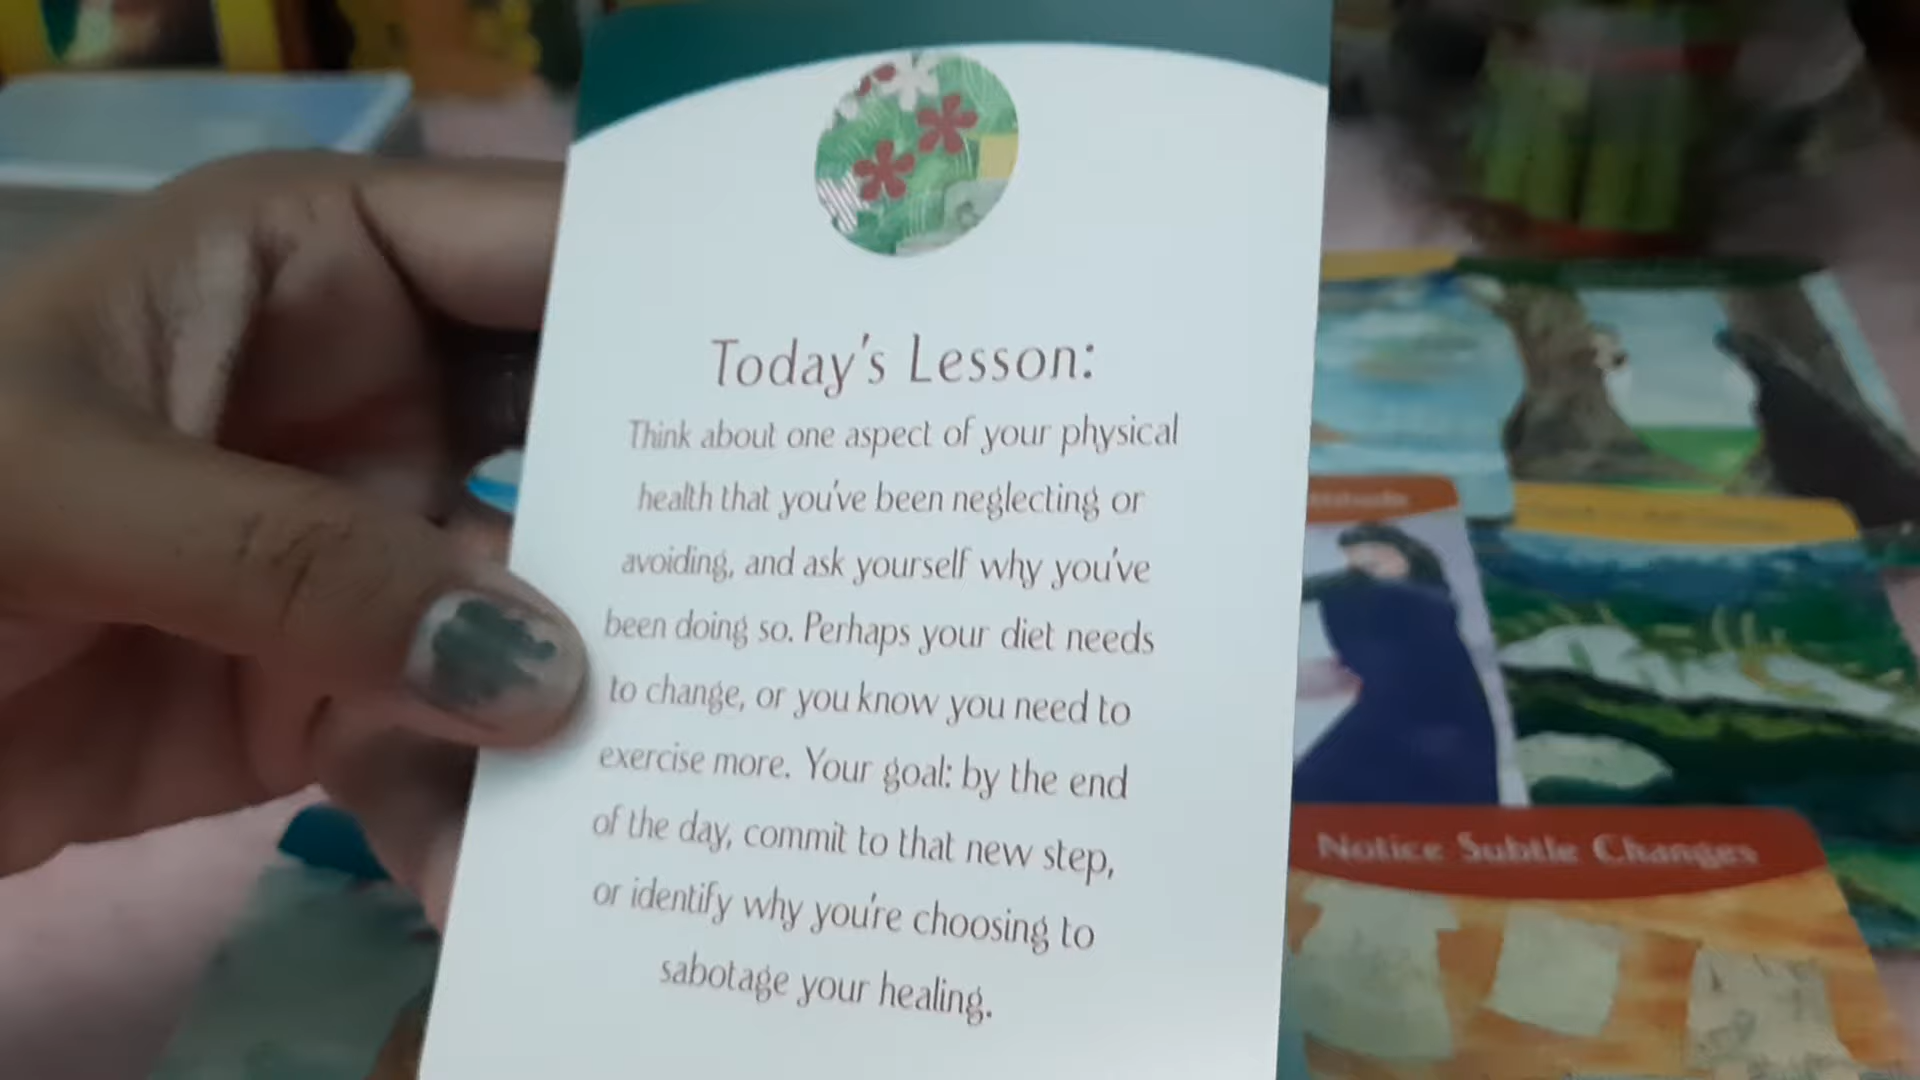 Today's Lesson:
Think about one aspect of your physical
health that you've been neglecting or
avoiding, and ask yourself why you've
been doing so. Perhaps your diet needs
to change, or you know you need to
exercise more. Your goal: by the end
of the day, commit to that new step,
or identify why you're choosing to
sabotage your healing.
Notice Subtle Changes